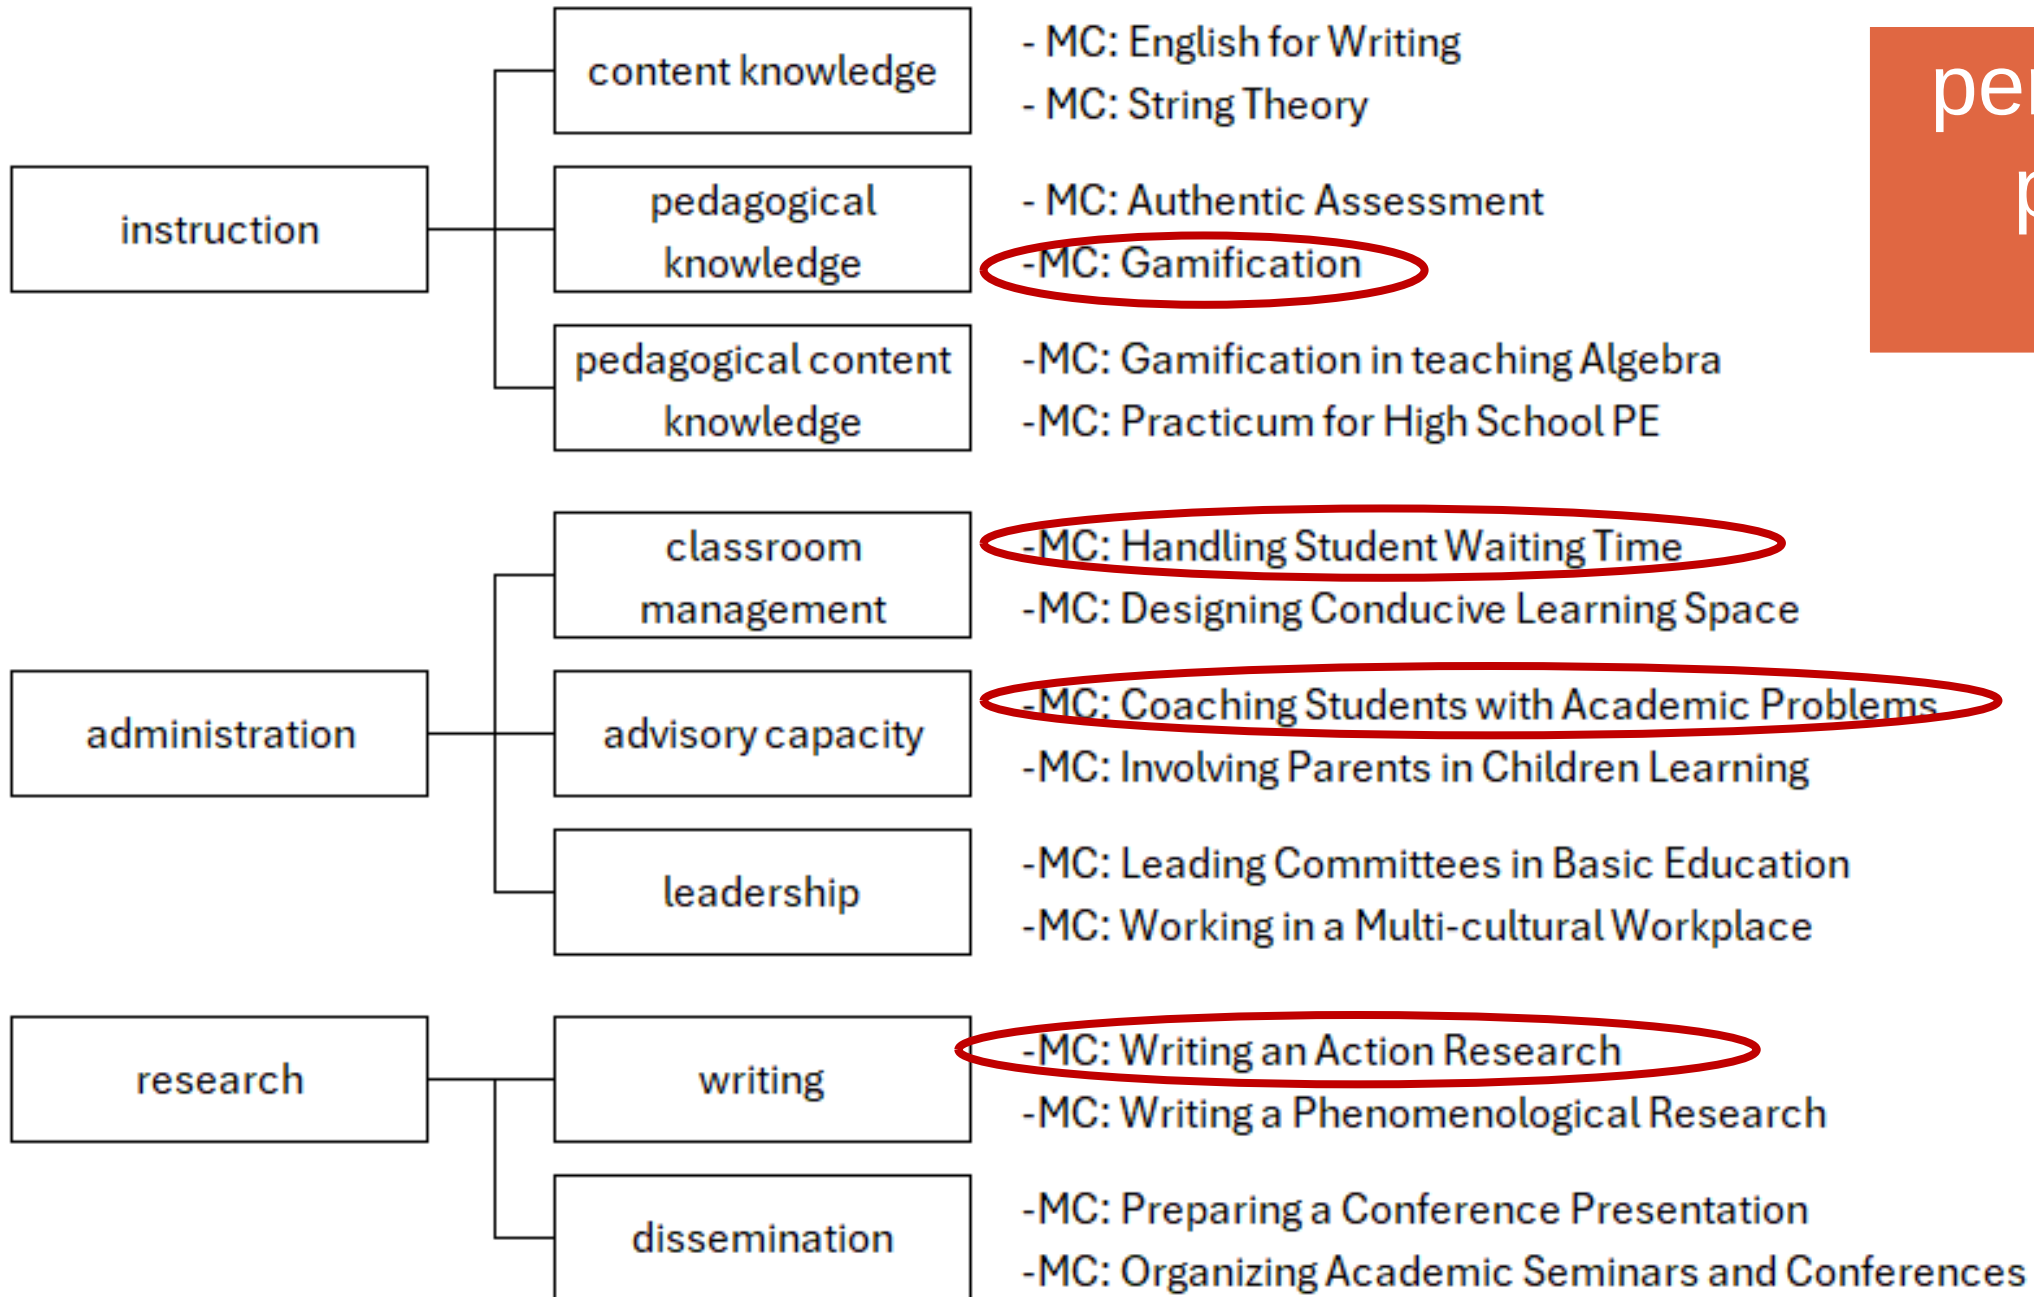 content knowledge
- MC: English for Writing
- MC: String Theory
instruction
pedagogical
knowledge
- MC: Authentic Assessment
-MC: Gamification
pedagogical content
knowledge
-MC: Gamification in teaching Algebra
-MC: Practicum for High School PE
classroom
management
-MC: Handling Student Waiting Time
-MC: Designing Conducive Learning Space
administration
advisory capacity
-MC: Coaching Students with Academic Problems
-MC: Involving Parents in Children Learning
leadership
-MC: Leading Committees in Basic Education
-MC: Working in a Multi-cultural Workplace
research
writing
-MC: Writing an Action Research
-MC: Writing a Phenomenological Research
dissemination
-MC: Preparing a Conference Presentation
-MC: Organizing Academic Seminars and Conferences